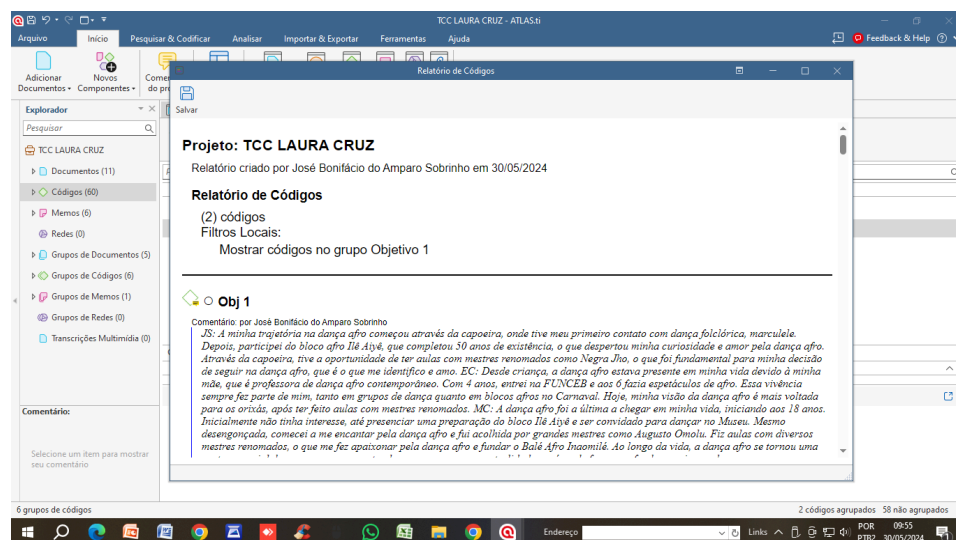 TCC LAURA CRUZ - ATLAS.ti
Arquivo Início Pesquisar & Codificar Analisar Importar & Exportar Ferramentas Ajuda Feedback & Help
Adicionar Documentos Novos Componentes
Explorador
Pesquisar
TCC LAURA CRUZ
Documentos (11)
Códigos (60)
Memos (6)
Redes (0)
Grupos de Documentos (5)
Grupos de Códigos (6)
Grupos de Memos (1)
Grupos de Redes (0)
Transcrições Multimídia (0)
Comentário:
Selecione um item para mostrar
seu comentário
Relatório de Códigos
Salvar
Projeto: TCC LAURA CRUZ
Relatório criado por José Bonifácio do Amparo Sobrinho em 30/05/2024
Relatório de Códigos
(2) códigos
Filtros Locais:
Mostrar códigos no grupo Objetivo 1
Obj 1
Comentário: por José Bonifácio do Amparo Sobrinho
JS: A minha trajetória na dança afro começou através da capoeira, onde tive meu primeiro contato com dança folclórica, marculele.
Depois, participei do bloco afro Ilê Aiyê, que completou 50 anos de existência, o que despertou minha curiosidade e amor pela dança afro.
Através da capoeira, tive a oportunidade de ter aulas com mestres renomados como Negra Jho, o que foi fundamental para minha decisão
de seguir na dança afro, que é o que me identifico e amo. EC: Desde criança, a dança afro estava presente em minha vida devido à minha
mãe, que é professora de dança afro contemporâneo. Com 4 anos, entrei na FUNCEB e aos 6 fazia espetáculos de afro. Essa vivência
sempre fez parte de mim, tanto em grupos de dança quanto em blocos afros no Carnaval. Hoje, minha visão da dança afro é mais voltada
para os orixás, após ter feito aulas com mestres renomados. MC: A dança afro foi a última a chegar em minha vida, iniciando aos 18 anos.
Inicialmente não tinha interesse, até presenciar uma preparação do bloco Ilê Aiyê e ser convidado para dançar no Museu. Mesmo
desengonçada, comecei a me encantar pela dança afro e fui acolhida por grandes mestres como Augusto Omolu. Fiz aulas com diversos
mestres renomados, o que me fez apaixonar pela dança afro e fundar o Balé Afro Inaomilê. Ao longo da vida, a dança afro se tornou uma
6 grupos de códigos
2 códigos agrupados 58 não agrupados
Endereço Links POR PTB2 09:55 30/05/2024